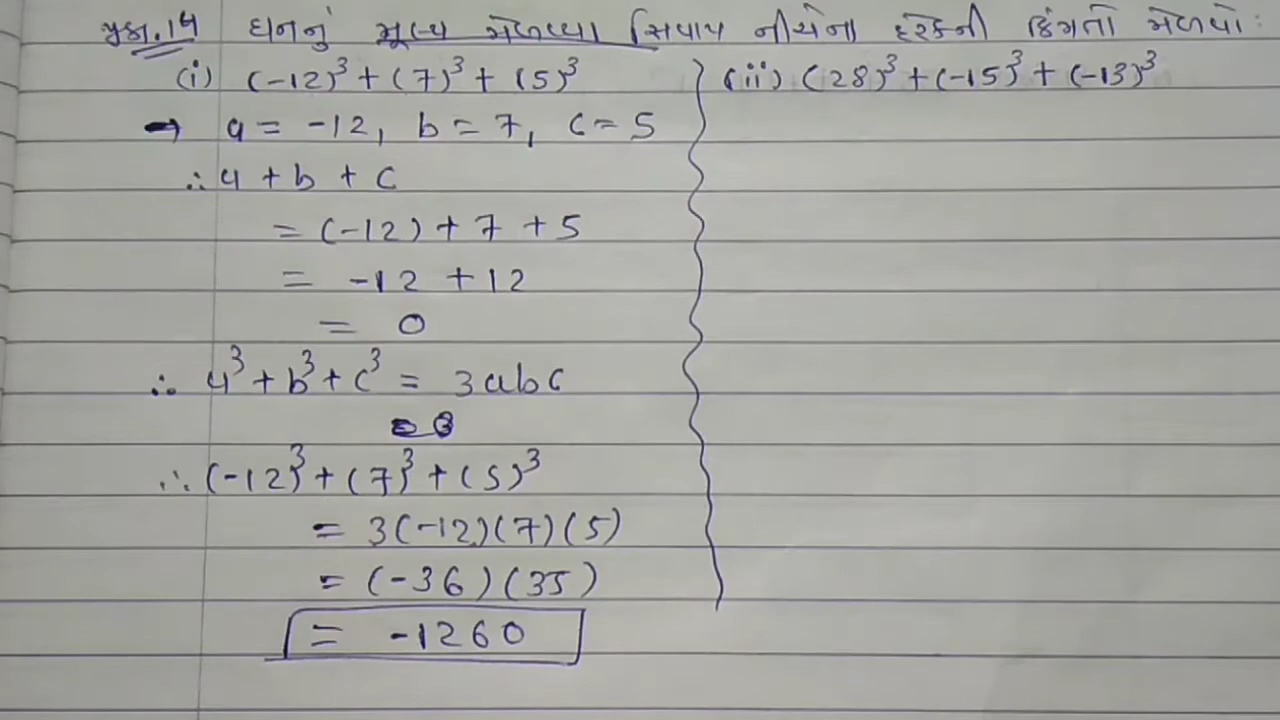 પ્રશ્ન.14 ઘનનું મૂલ્ય મેળવ્યા સિવાય નીચેના દરેકની કિંમતો મેળવો:
(i) (-12)³ + (7)³ + (5)³
(ii) (28)³ + (-15)³ + (-13)³
→ a = -12, b = 7, c = 5
∴ a + b + c
= (-12) + 7 + 5
= -12 + 12
= 0
∴ a³ + b³ + c³ = 3abc
∴ (-12)³ + (7)³ + (5)³
= 3(-12)(7)(5)
= (-36)(35)
= -1260